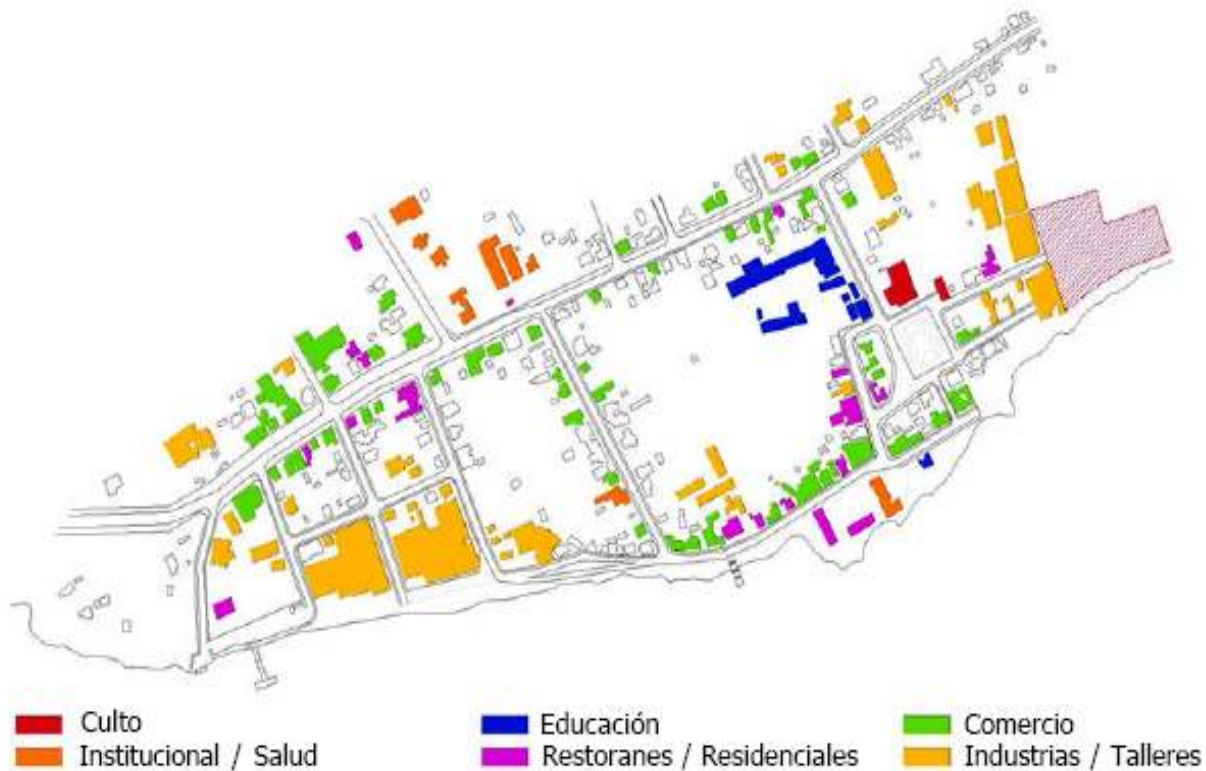 Culto
Educación
Comercio
Institucional / Salud
Restoranes / Residenciales
Industrias / Talleres